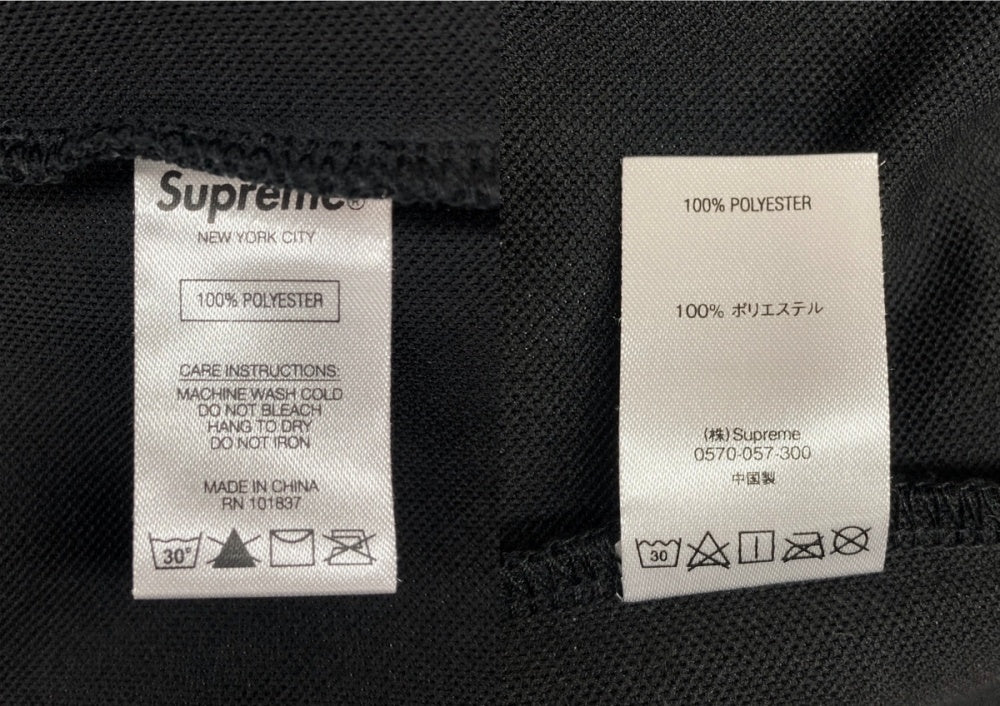 Supreme®
NEW YORK CITY
100% POLYESTER
CARE INSTRUCTIONS:
MACHINE WASH COLD
DO NOT BLEACH
HANG TO DRY
DO NOT IRON
MADE IN CHINA
RN 101837
30°
100% POLYESTER
100% ポリエステル
(株)Supreme
0570-057-300
中国製
30